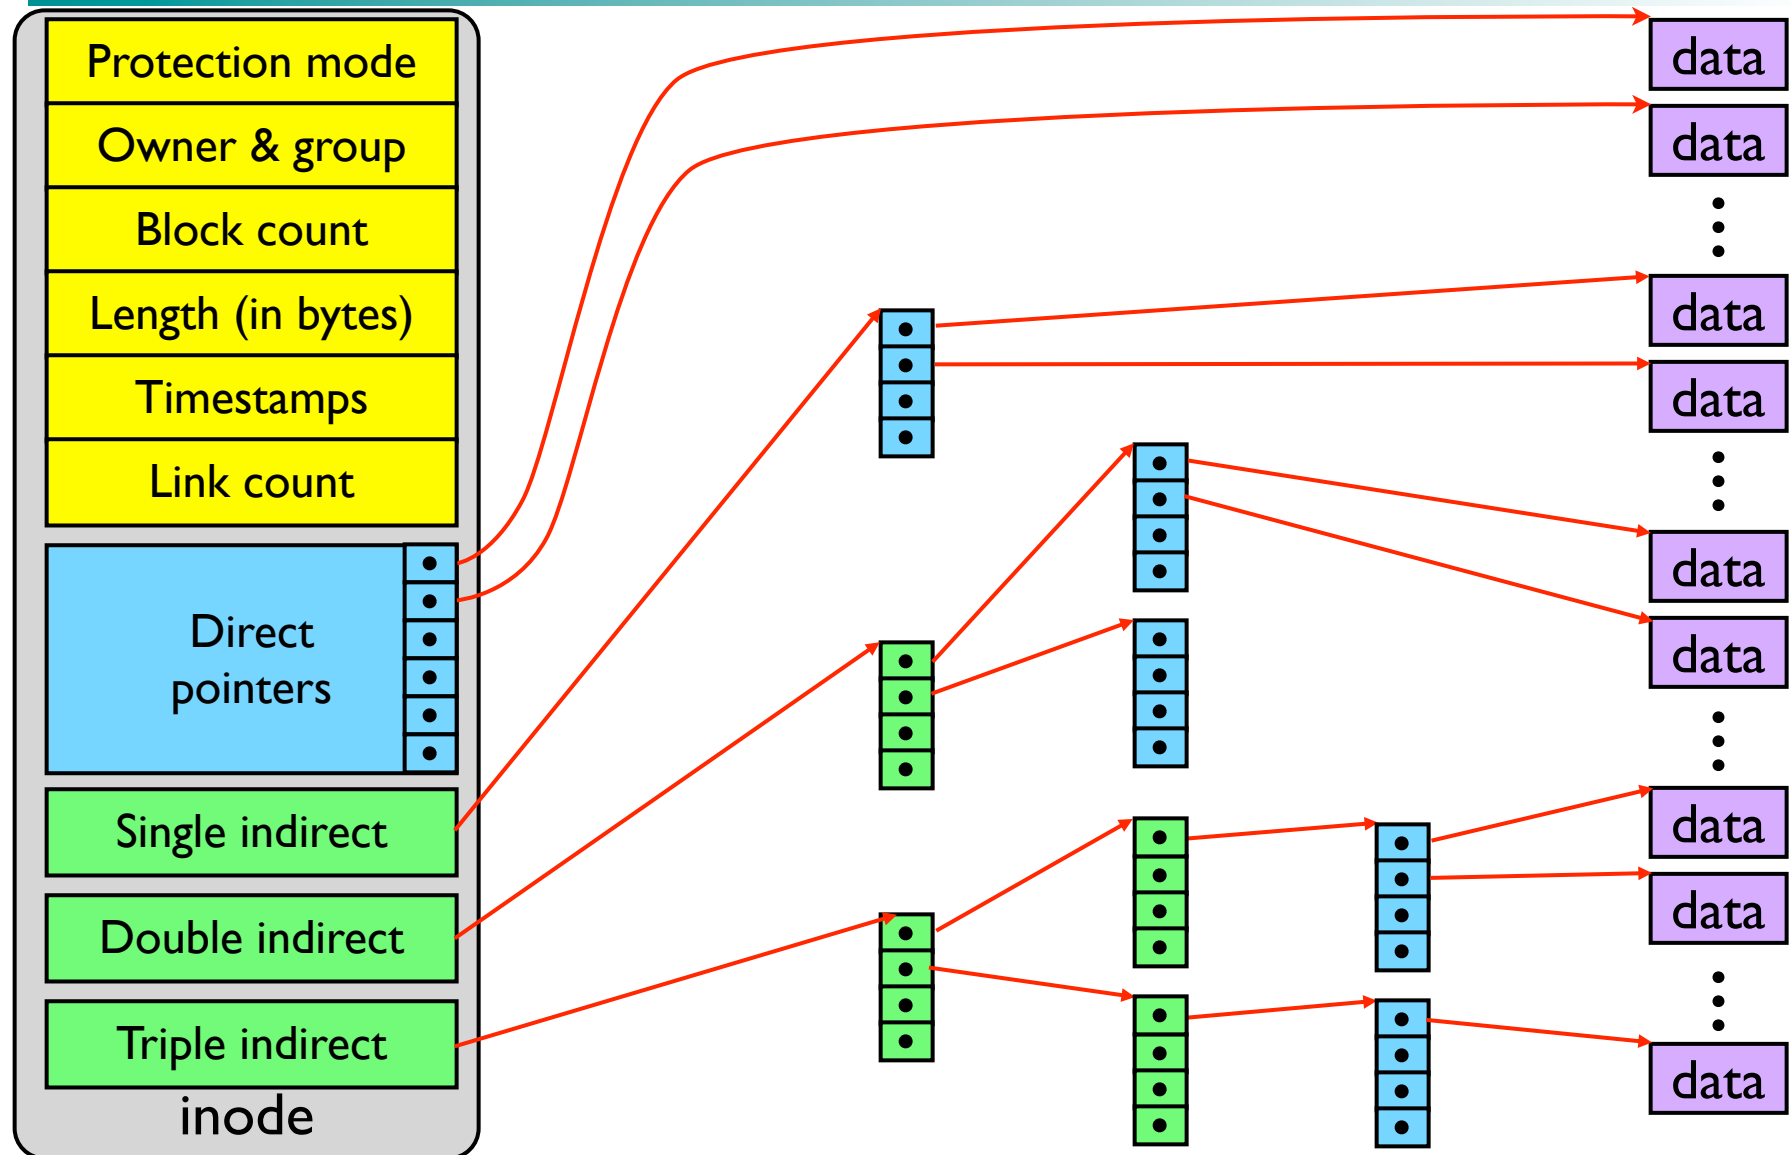 Protection mode
Owner & group
Block count
Length (in bytes)
Timestamps
Link count
Direct
pointers
Single indirect
Double indirect
Triple indirect
inode
data
data
data
data
data
data
data
data
data